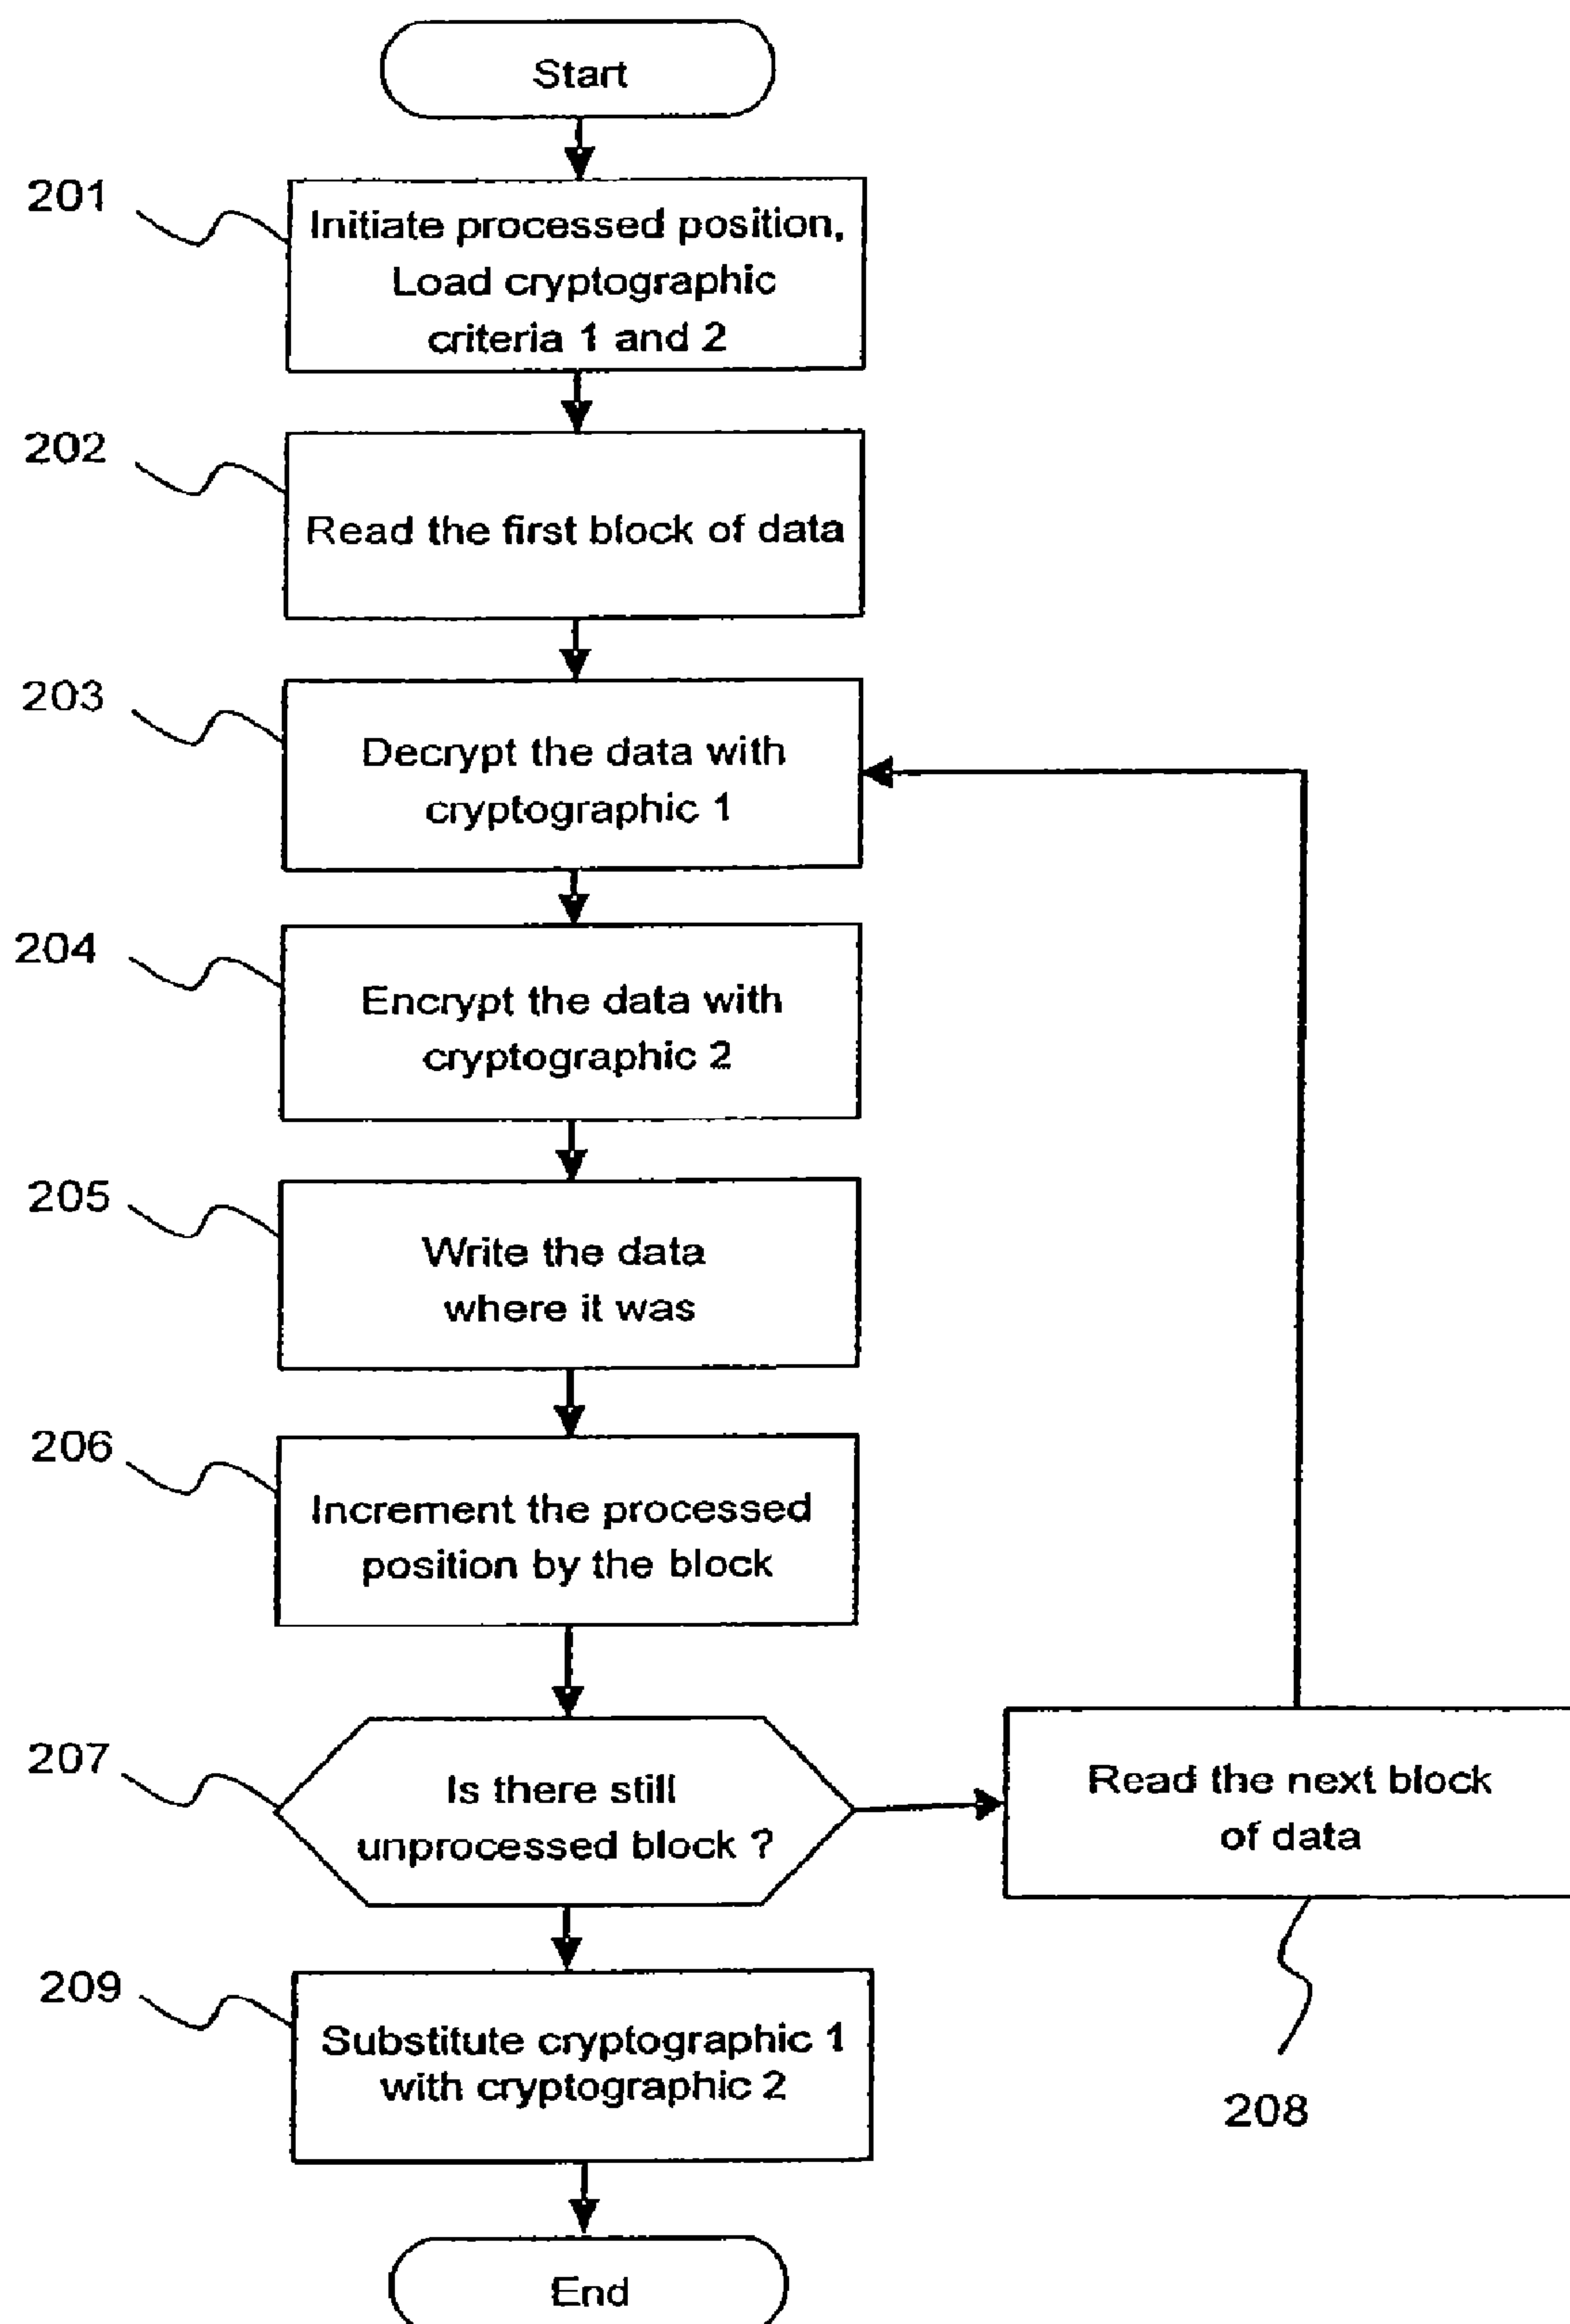 Start
201
Initiate processed position,
Load cryptographic
criteria 1 and 2
202
Read the first block of data
203
Decrypt the data with
cryptographic 1
204
Encrypt the data with
cryptographic 2
205
Write the data
where it was
206
Increment the processed
position by the block
207
Is there still
unprocessed block ?
Read the next block
of data
208
209
Substitute cryptographic 1
with cryptographic 2
End